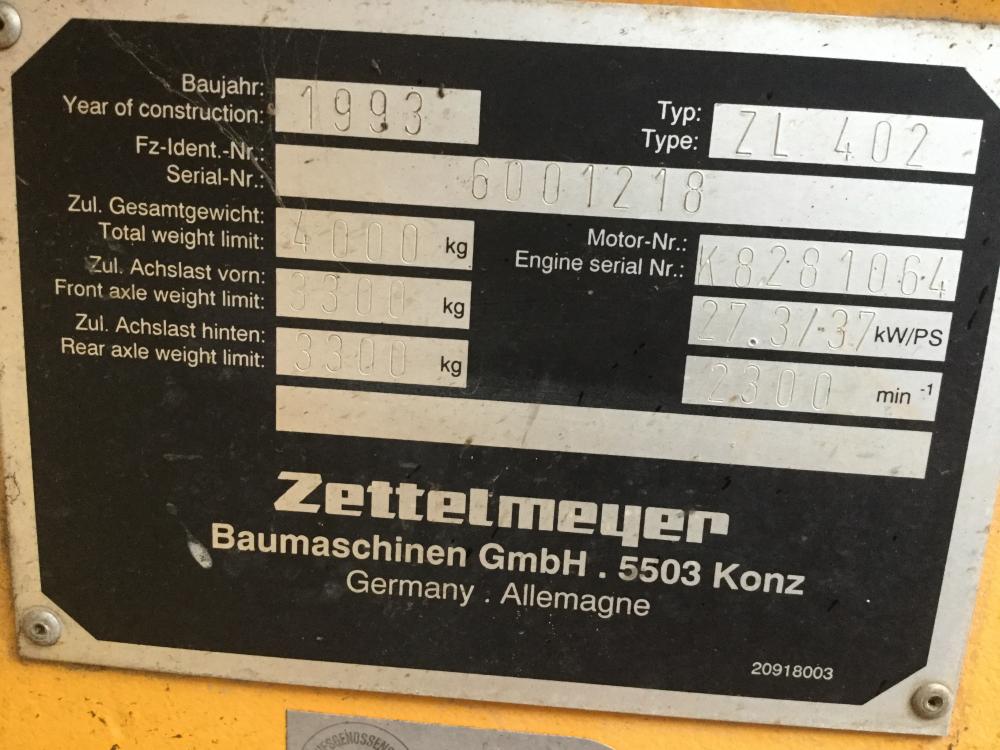 Baujahr:
Year of construction: 1993
Typ:
Type: ZL 402
Fz-Ident.-Nr.:
Serial-Nr.: 6001218
Zul. Gesamtgewicht:
Total weight limit: 4000 kg
Motor-Nr.:
Engine serial Nr.: K8281064
Zul. Achslast vorn:
Front axle weight limit: 3300 kg
27.3/37 kW/PS
Zul. Achslast hinten:
Rear axle weight limit: 3300 kg
2300 min -1
Zettelmeyer
Baumaschinen GmbH . 5503 Konz
Germany . Allemagne
20918003